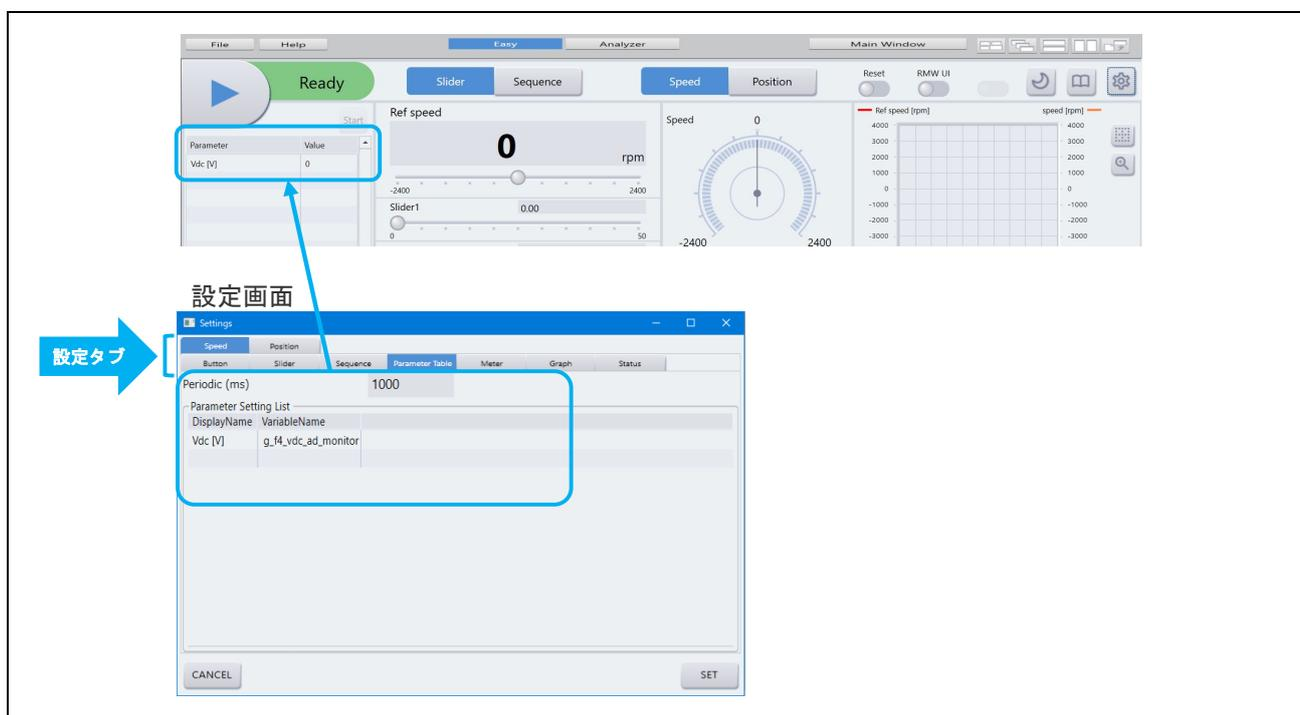 File Help Easy Analyzer Main Window
Ready Slider Sequence Speed Position Reset RMW UI
Start
Parameter Value
Vdc [V] 0
Ref speed
0 rpm
-2400 2400
Slider1 0.00
0 50
Speed 0
-2400 2400
Ref speed [rpm] speed [rpm]
4000 4000
3000 3000
2000 2000
1000 1000
0 0
-1000 -1000
-2000 -2000
-3000 -3000
設定画面
設定タブ
Settings
Speed Position
Button Slider Sequence Parameter Table Meter Graph Status
Periodic (ms) 1000
Parameter Setting List
DisplayName VariableName
Vdc [V] g_f4_vdc_ad_monitor
CANCEL SET